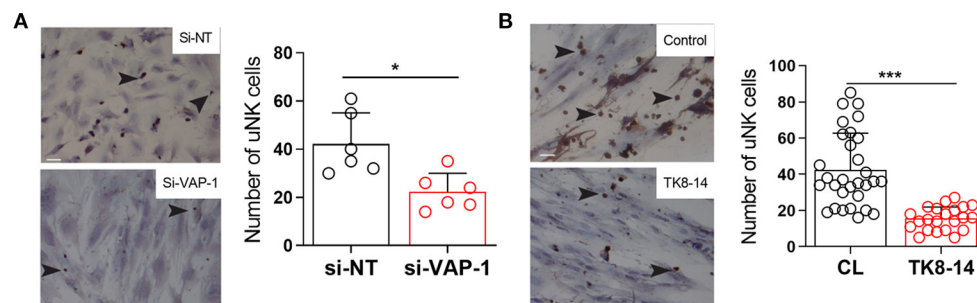 A
Si-NT
Si-VAP-1
Number of uNK cells
80
60
40
20
0
*
si-NT
si-VAP-1
B
Control
TK8-14
Number of uNK cells
100
80
60
40
20
0
***
CL
TK8-14